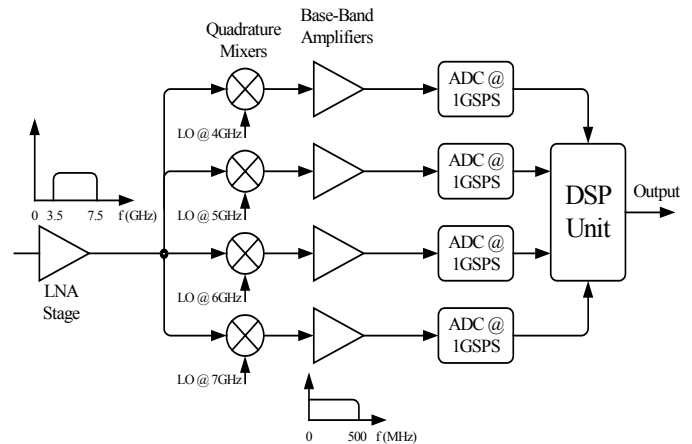 Quadrature
Mixers
Base-Band
Amplifiers
ADC @
1GSPS
LO @ 4GHz
ADC @
1GSPS
0 3.5 7.5 f (GHz)
LO @ 5GHz
DSP
Unit
Output
LNA
Stage
ADC @
1GSPS
LO @ 6GHz
ADC @
1GSPS
LO @ 7GHz
0 500 f (MHz)